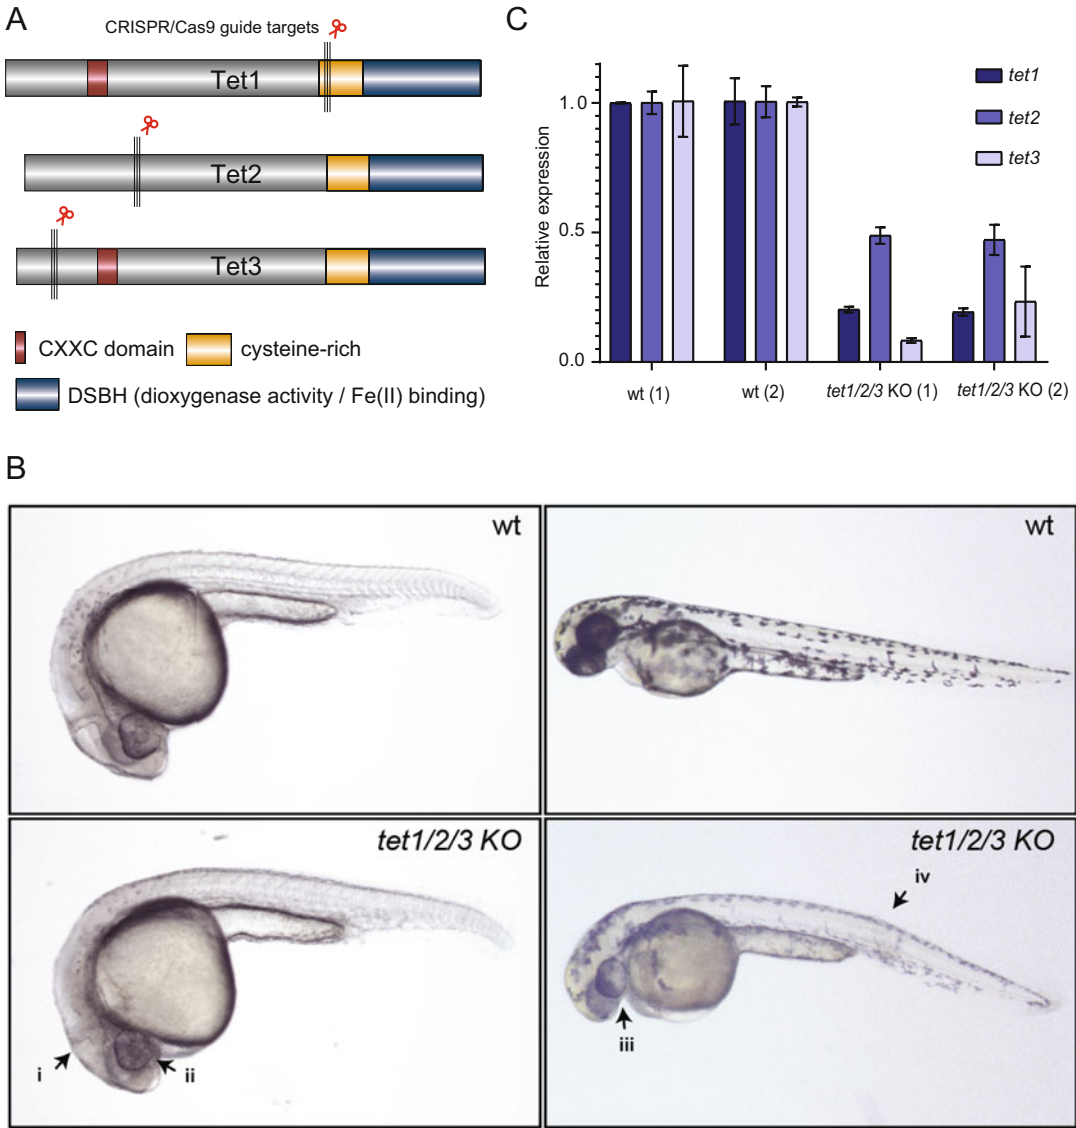 A
CRISPR/Cas9 guide targets
Tet1
Tet2
Tet3
CXXC domain
cysteine-rich
DSBH (dioxygenase activity / Fe(II) binding)
C
Relative expression
1.0
0.5
0.0
tet1
tet2
tet3
wt (1)
wt (2)
tet1/2/3 KO (1)
tet1/2/3 KO (2)
B
wt
wt
tet1/2/3 KO
i
ii
tet1/2/3 KO
iv
iii